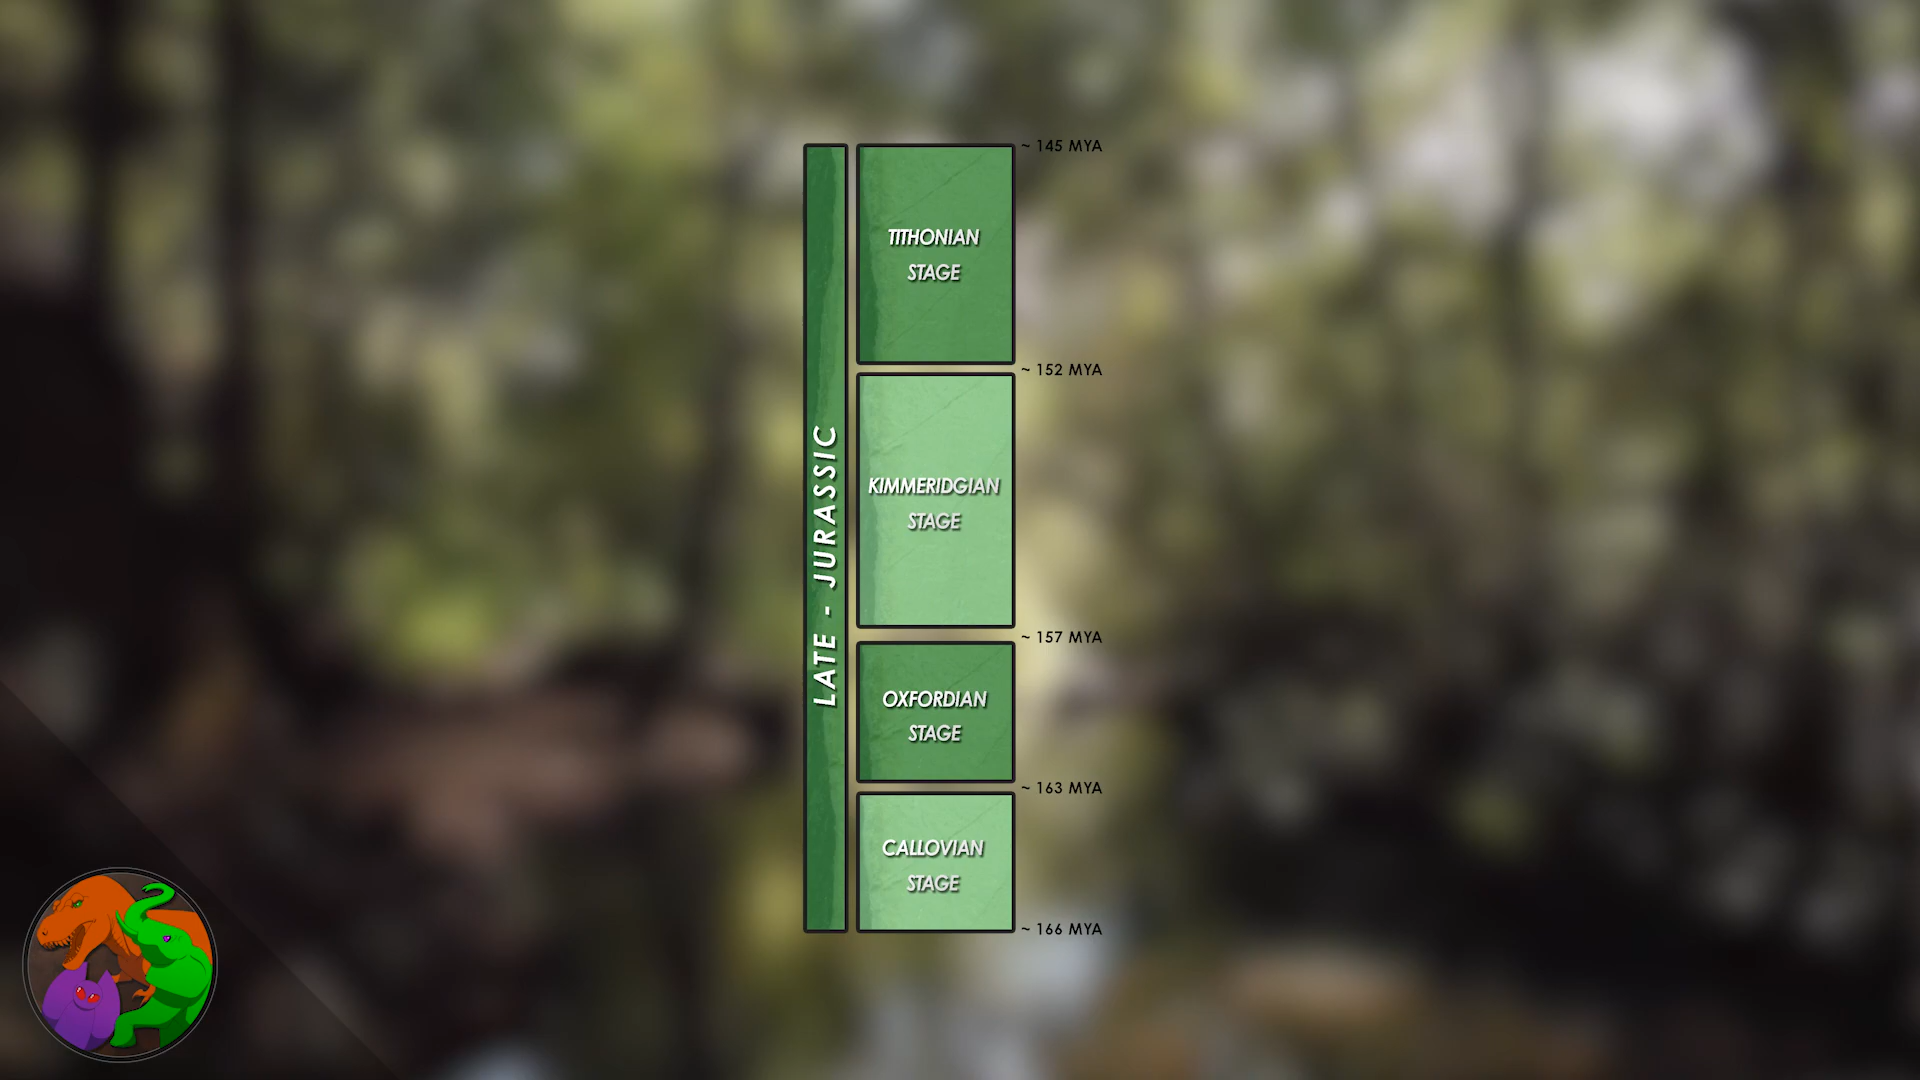 LATE - JURASSIC
~ 145 MYA
TITHONIAN
STAGE
~ 152 MYA
KIMMERIDGIAN
STAGE
~ 157 MYA
OXFORDIAN
STAGE
~ 163 MYA
CALLOVIAN
STAGE
~ 166 MYA